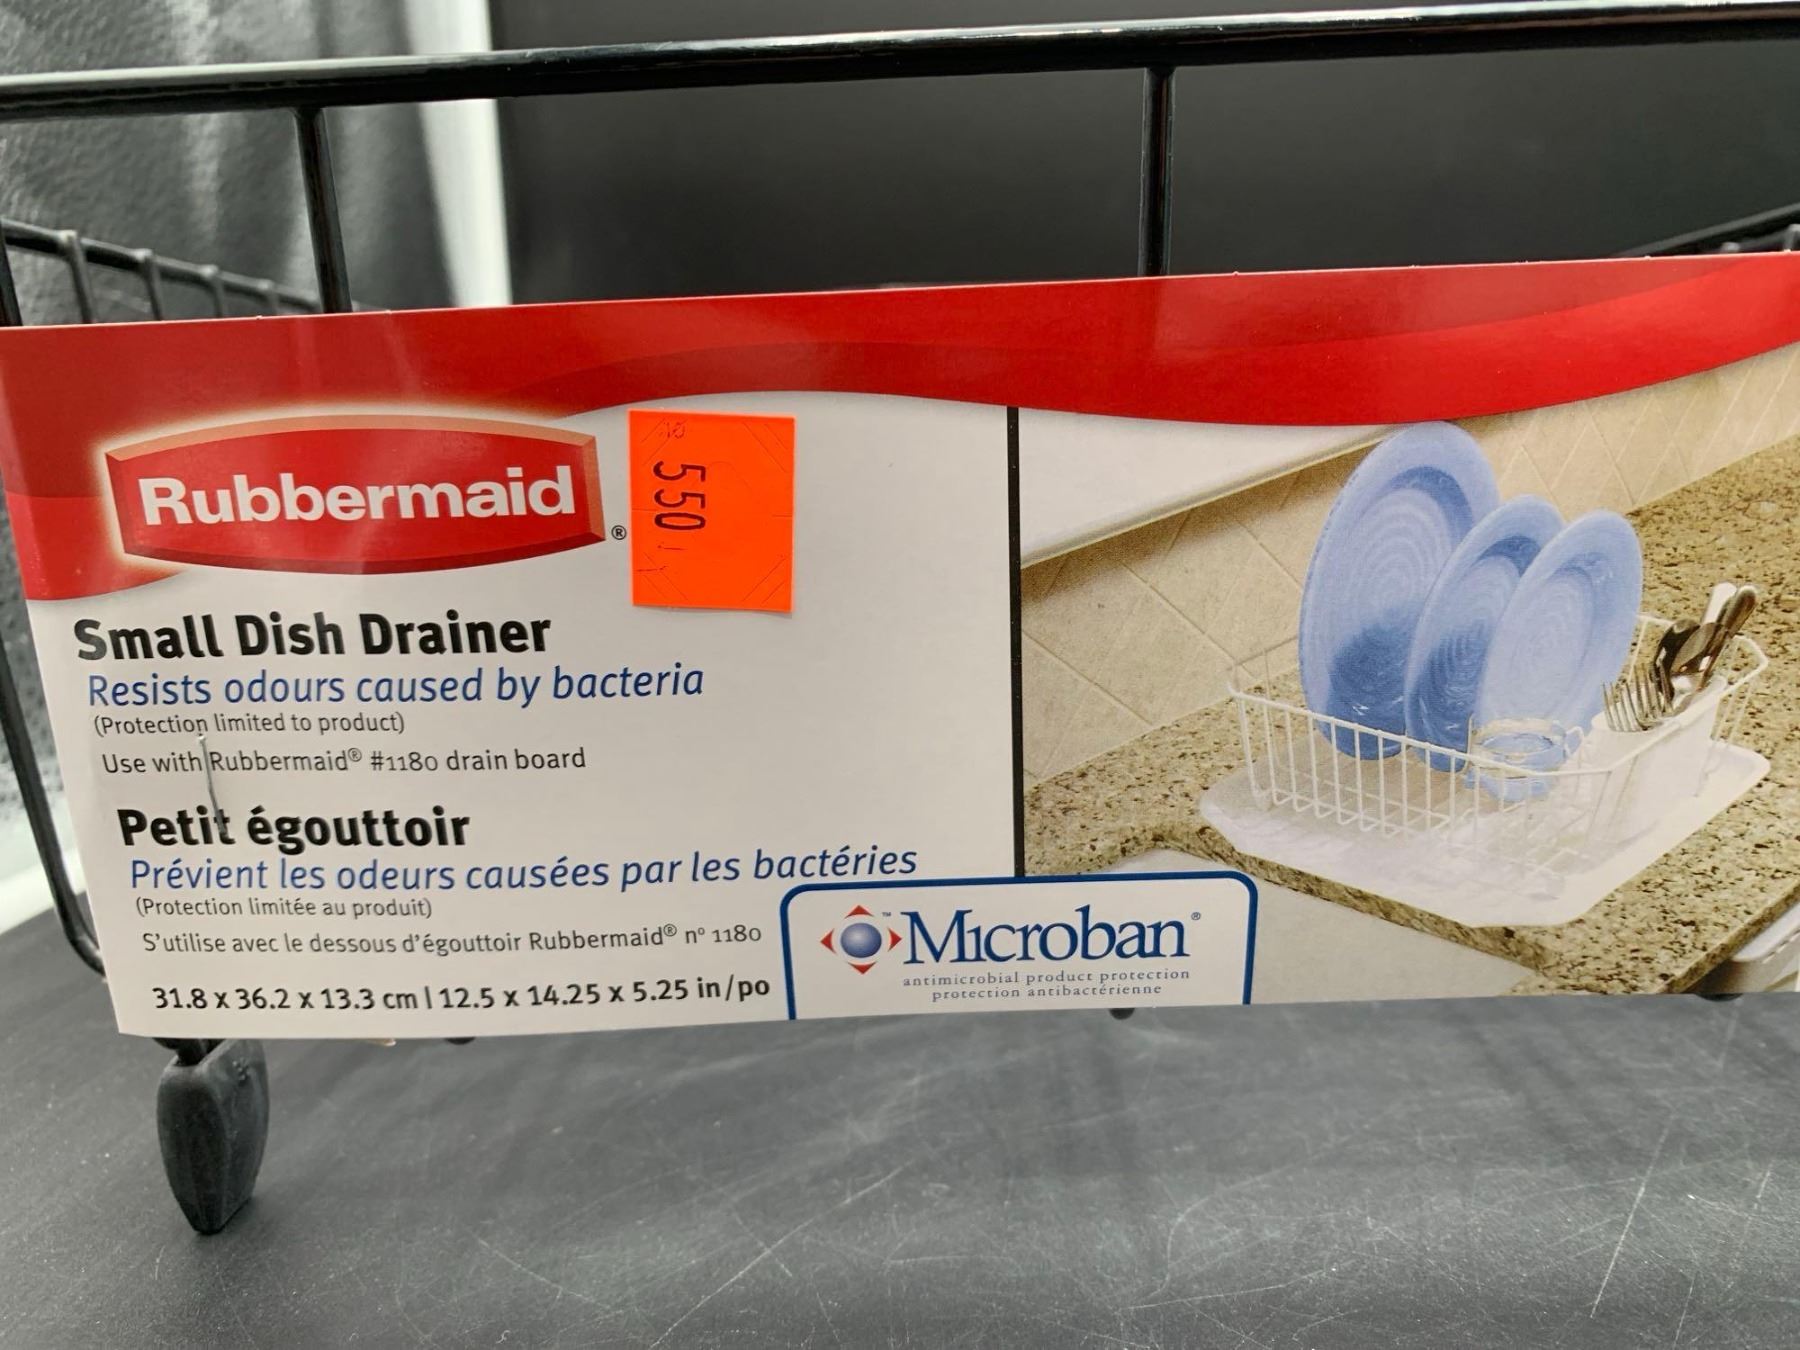 Rubbermaid®
550
Small Dish Drainer
Resists odours caused by bacteria
(Protection limited to product)
Use with Rubbermaid® #1180 drain board
Petit égouttoir
Prévient les odeurs causées par les bactéries
(Protection limitée au produit)
S'utilise avec le dessous d'égouttoir Rubbermaid® nº 1180
31.8 x 36.2 x 13.3 cm | 12.5 x 14.25 x 5.25 in/po
™ Microban®
antimicrobial product protection
protection antibactérienne